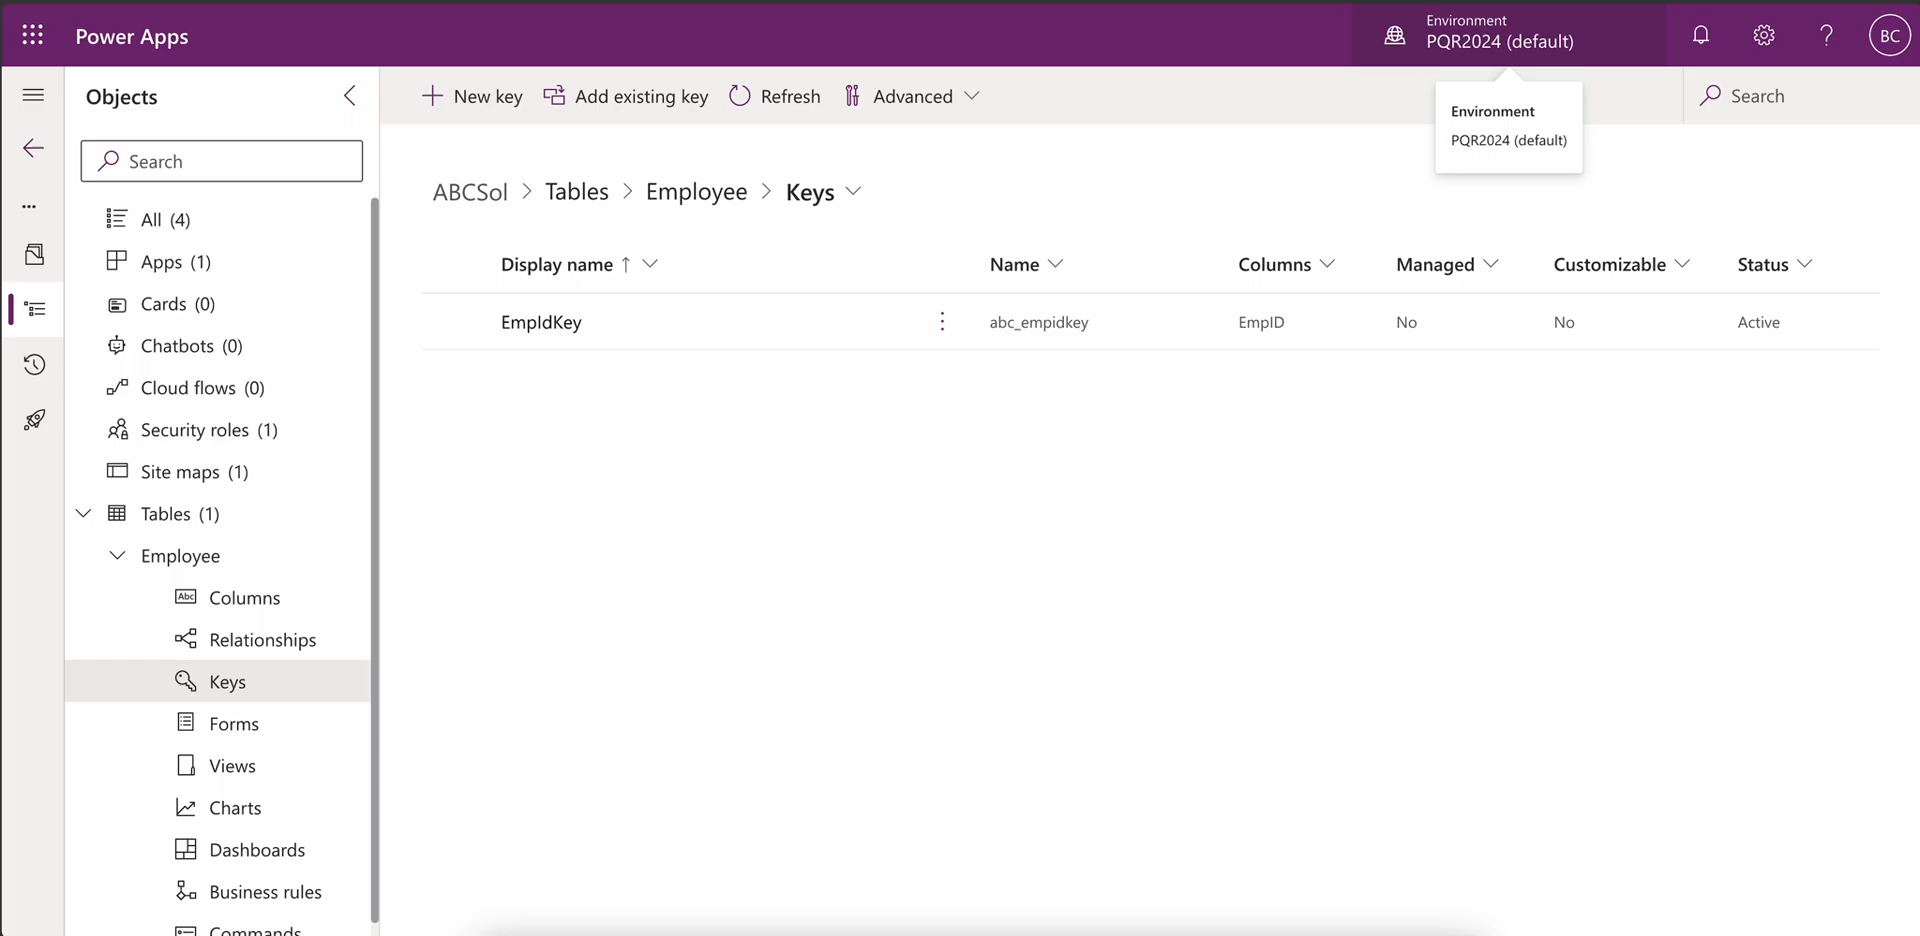 Power Apps
Environment
PQR2024 (default)
?
BC
Objects
New key
Add existing key
Refresh
Advanced
Environment
PQR2024 (default)
Search
Search
ABCSol > Tables > Employee > Keys
All (4)
Apps (1)
Cards (0)
Chatbots (0)
Cloud flows (0)
Security roles (1)
Site maps (1)
Tables (1)
Employee
Abc Columns
Relationships
Keys
Forms
Views
Charts
Dashboards
Business rules
Commands
Display name ↑ Name Columns Managed Customizable Status
EmpIdKey abc_empidkey EmpID No No Active